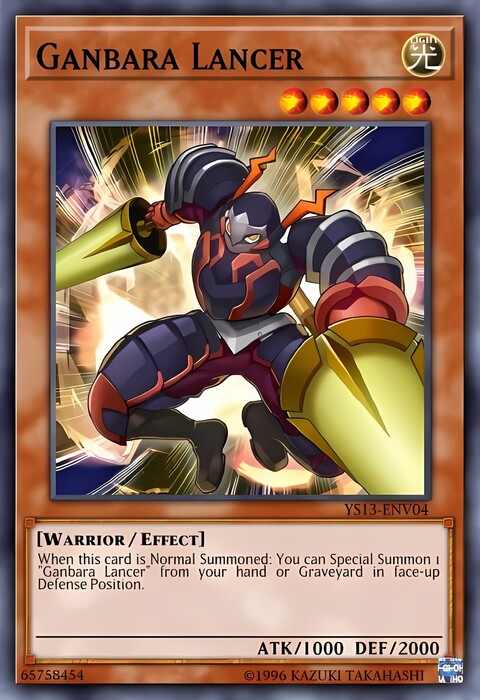 GANBARA LANCER
光
YS13-ENV04
[WARRIOR / EFFECT]
When this card is Normal Summoned: You can Special Summon 1
"Ganbara Lancer" from your hand or Graveyard in face-up
Defense Position.
ATK/1000 DEF/2000
65758454
©1996 KAZUKI TAKAHASHI